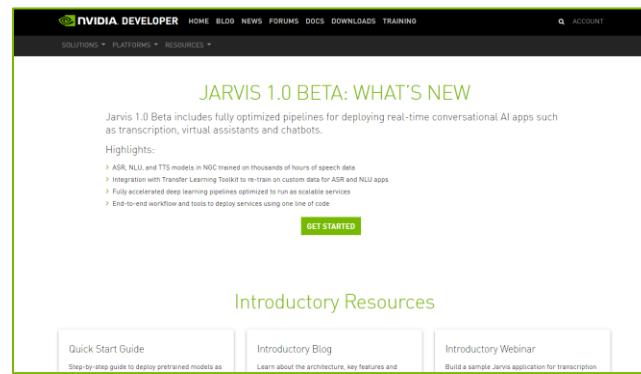 NVIDIA DEVELOPER HOME BLOG NEWS FORUMS DOCS DOWNLOADS TRAINING ACCOUNT
SOLUTIONS PLATFORMS RESOURCES
JARVIS 1.0 BETA: WHAT'S NEW
Jarvis 1.0 Beta includes fully optimized pipelines for deploying real-time conversational AI apps such
as transcription, virtual assistants and chatbots.
Highlights:
> ASR, NLU, and TTS models in NGC trained on thousands of hours of speech data
> Integration with Transfer Learning Toolkit to re-train on custom data for ASR and NLU apps
> Fully accelerated deep learning pipelines optimized to run as scalable services
> End-to-end workflow and tools to deploy services using one line of code
GET STARTED
Introductory Resources
Quick Start Guide
Step-by-step guide to deploy pretrained models as
Introductory Blog
Learn about the architecture, key features and
Introductory Webinar
Build a sample Jarvis application for transcription